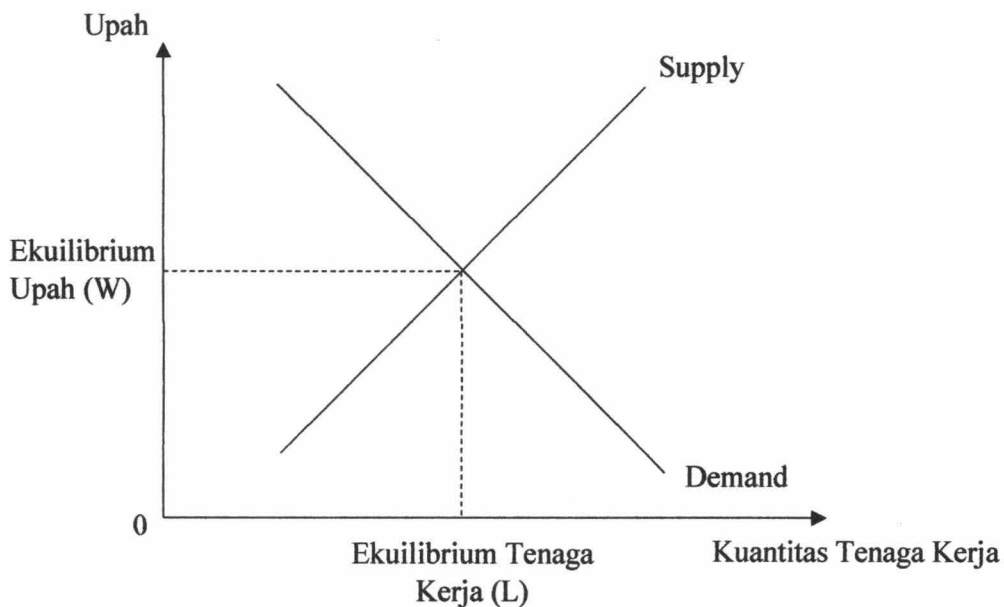 Upah
Supply
Ekuilibrium
Upah (W)
Demand
0
Ekuilibrium Tenaga
Kerja (L)
Kuantitas Tenaga Kerja